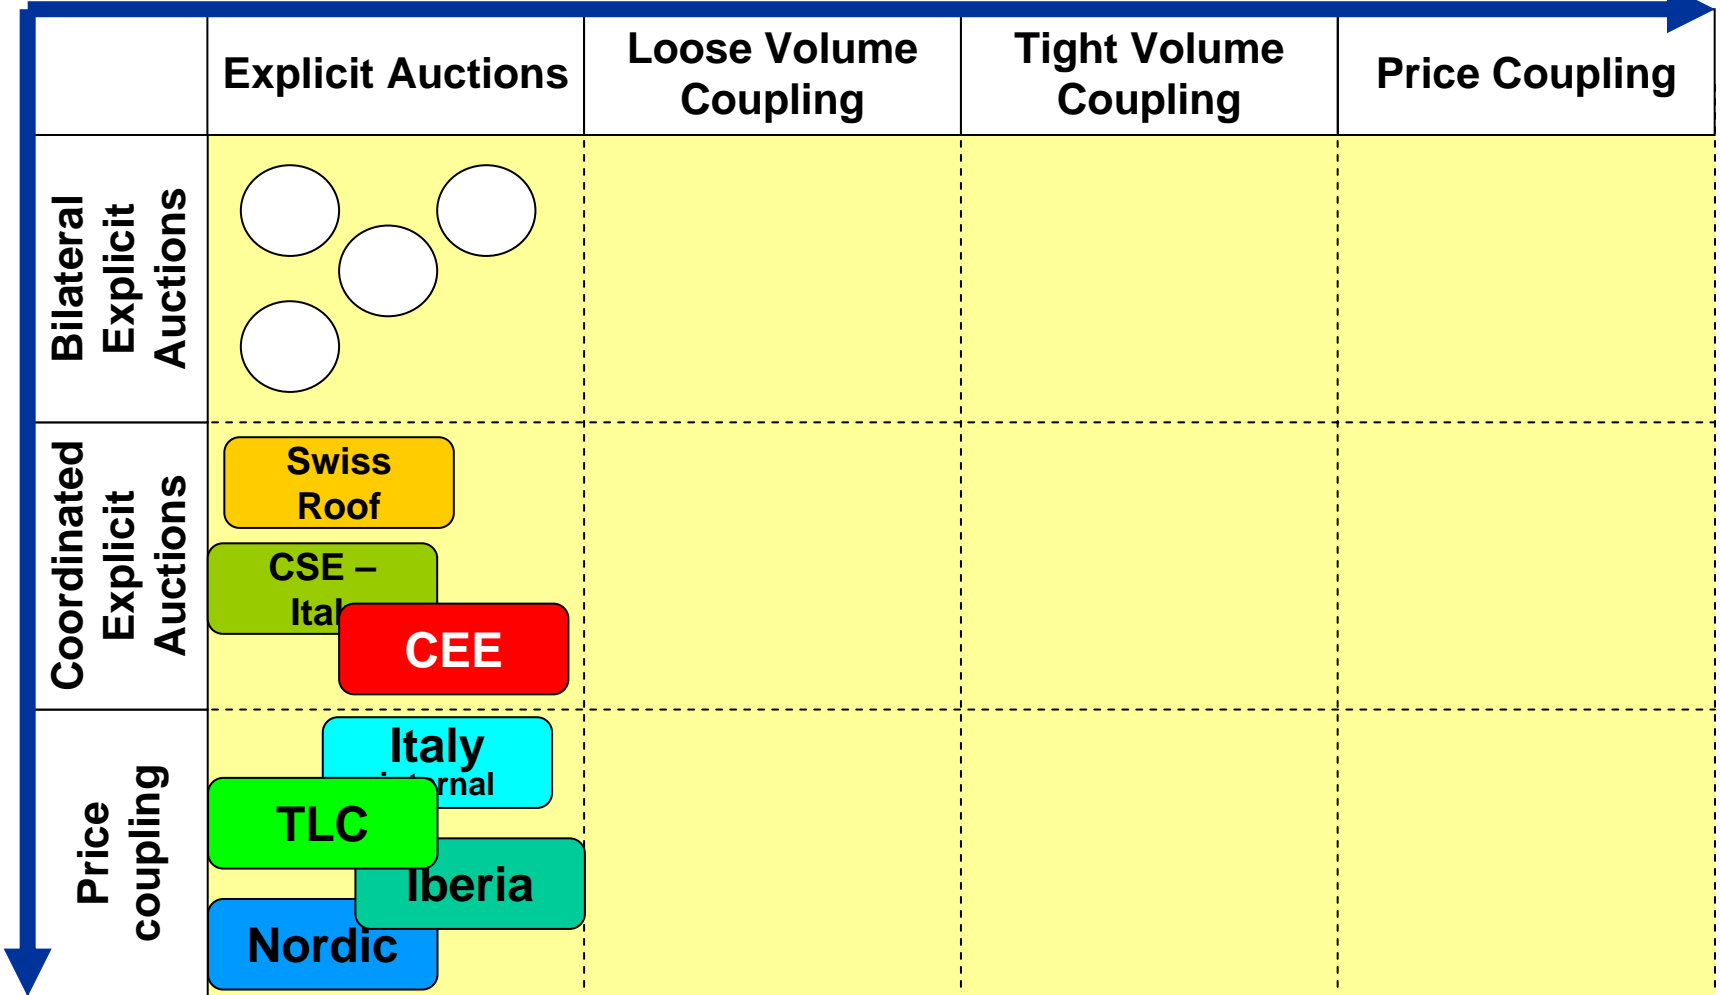 Explicit Auctions
Loose Volume
Coupling
Tight Volume
Coupling
Price Coupling
Bilateral
Explicit
Auctions
Coordinated
Explicit
Auctions
Swiss
Roof
CSE –
CEE
Price
coupling
Italy
TLC
Iberia
Nordic